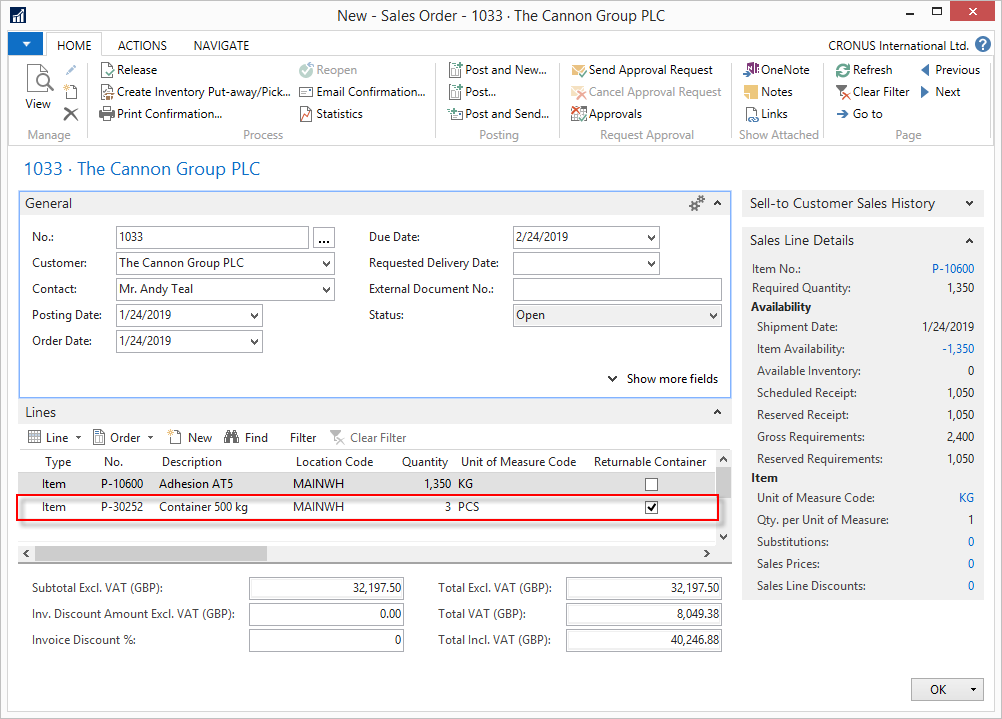 New - Sales Order - 1033 · The Cannon Group PLC
HOME ACTIONS NAVIGATE CRONUS International Ltd. ?
View
Manage
Release
Create Inventory Put-away/Pick...
Print Confirmation...
Reopen
Email Confirmation...
Statistics
Process
Post and New...
Post...
Post and Send...
Posting
Send Approval Request
Cancel Approval Request
Approvals
Request Approval
OneNote
Notes
Links
Show Attached
Refresh
Clear Filter
Go to
Previous
Next
Page
1033 · The Cannon Group PLC
General
No.: 1033 ...
Customer: The Cannon Group PLC
Contact: Mr. Andy Teal
Posting Date: 1/24/2019
Order Date: 1/24/2019
Due Date: 2/24/2019
Requested Delivery Date:
External Document No.:
Status: Open
Show more fields
Lines
Line Order New Find Filter Clear Filter
Type No. Description Location Code Quantity Unit of Measure Code Returnable Container
Item P-10600 Adhesion AT5 MAINWH 1,350 KG
Item P-30252 Container 500 kg MAINWH 3 PCS
Subtotal Excl. VAT (GBP): 32,197.50
Inv. Discount Amount Excl. VAT (GBP): 0.00
Invoice Discount %: 0
Total Excl. VAT (GBP): 32,197.50
Total VAT (GBP): 8,049.38
Total Incl. VAT (GBP): 40,246.88
Sell-to Customer Sales History
Sales Line Details
Item No.: P-10600
Required Quantity: 1,350
Availability
Shipment Date: 1/24/2019
Item Availability: -1,350
Available Inventory: 0
Scheduled Receipt: 1,050
Reserved Receipt: 1,050
Gross Requirements: 2,400
Reserved Requirements: 1,050
Item
Unit of Measure Code: KG
Qty. per Unit of Measure: 1
Substitutions: 0
Sales Prices: 0
Sales Line Discounts: 0
OK